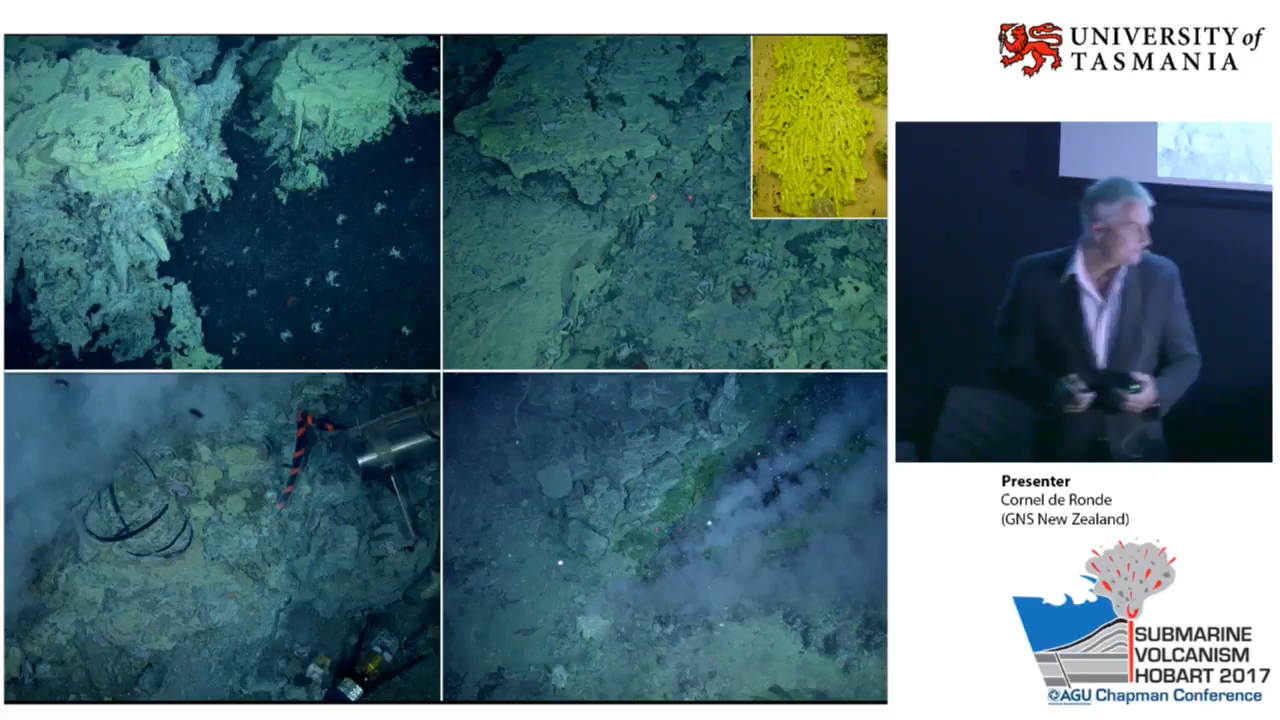 UNIVERSITY of
TASMANIA
Presenter
Cornel de Ronde
(GNS New Zealand)
SUBMARINE
VOLCANISM
HOBART 2017
AGU Chapman Conference